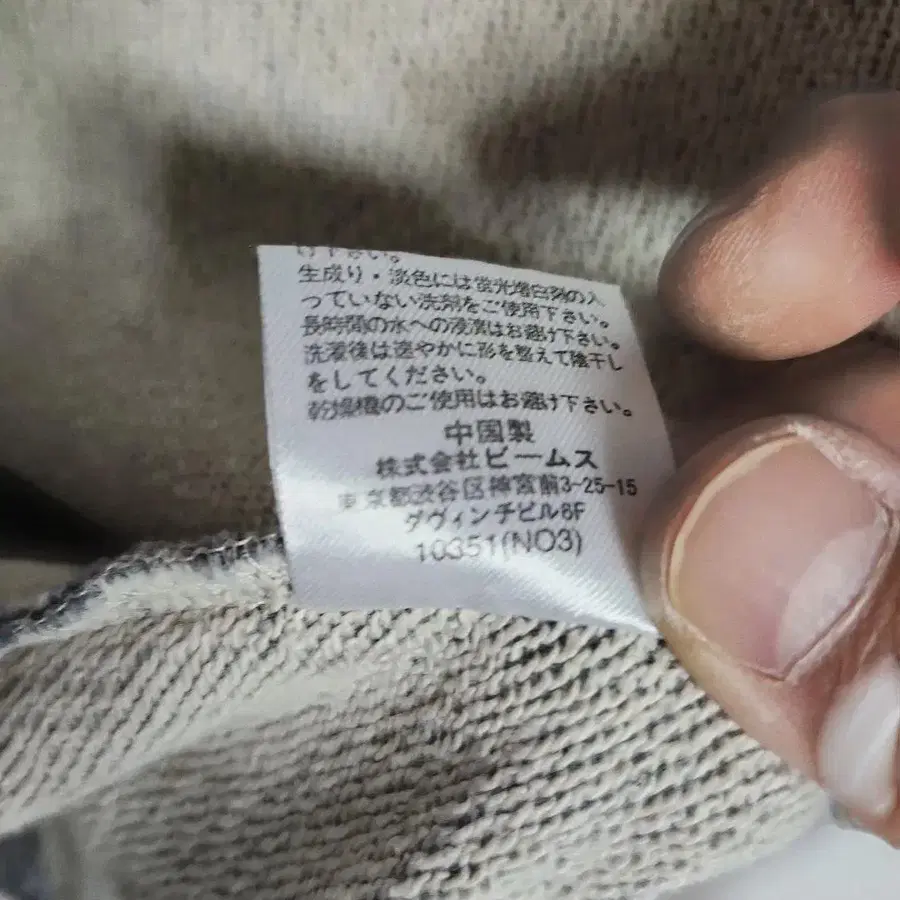 け下さい。
生成り・淡色には蛍光増白剤の入
っていない洗剤をご使用下さい。
長時間の水への浸漬はお避け下さい。
洗濯後は速やかに形を整えて陰干し
をしてください。
乾燥機のご使用はお避け下さい。
中国製
株式会社ビームス
東京都渋谷区神宮前3-25-15
ダヴィンチビル6F
10351(NO3)